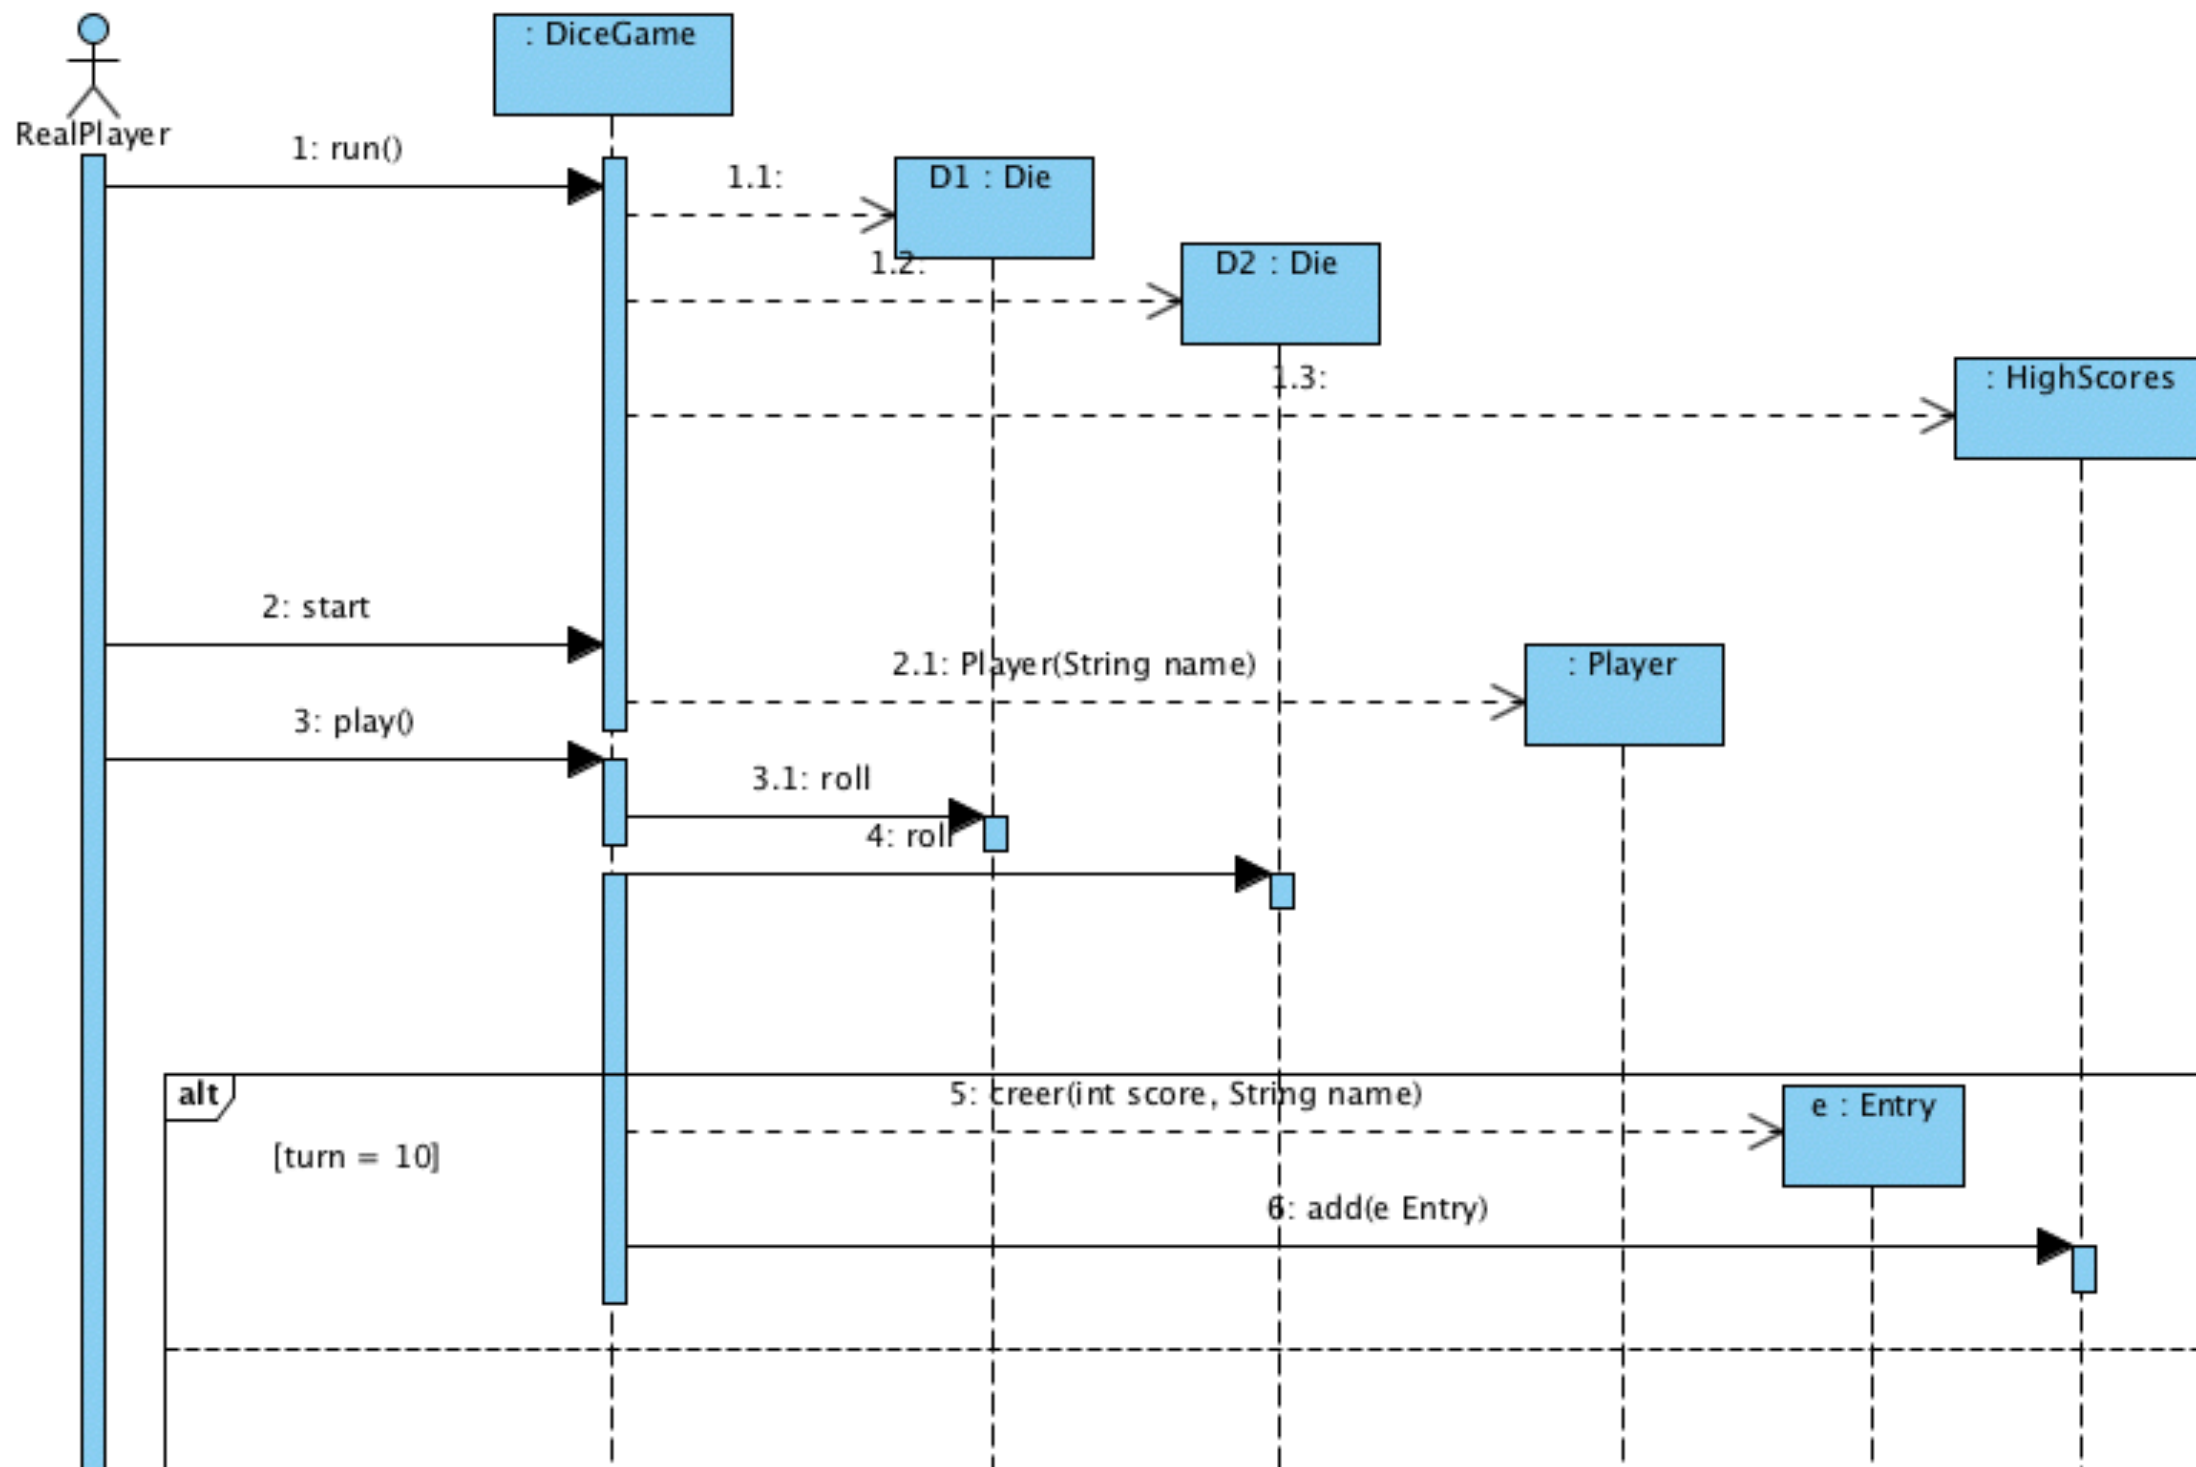 : DiceGame
RealPlayer
1: run()
1.1:
D1 : Die
1.2:
D2 : Die
1.3:
: HighScores
2: start
2.1: Player(String name)
: Player
3: play()
3.1: roll
4: roll
alt
5: creer(int score, String name)
e : Entry
[turn = 10]
6: add(e Entry)